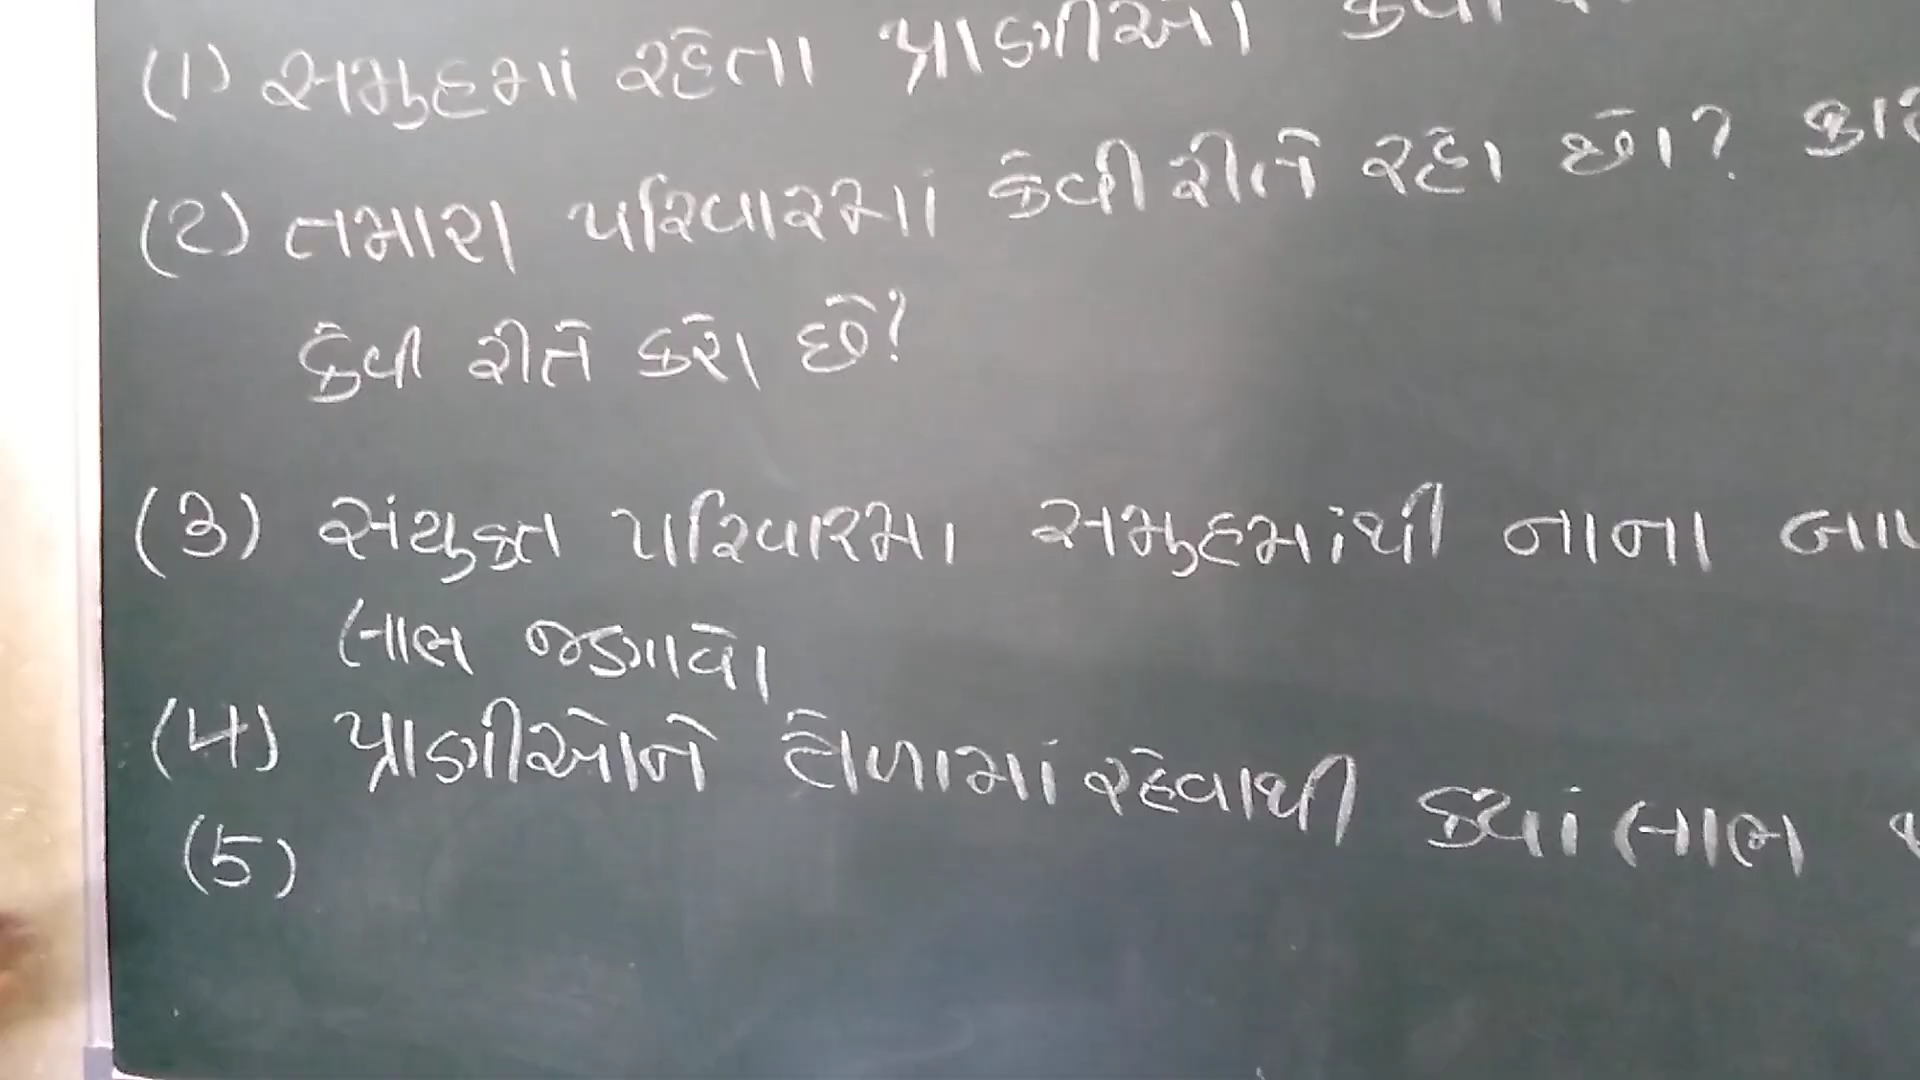 (1) સમુહમાં રહેતા પ્રાણીઓ
(2) તમારા પરિવારમાં કેવી રીતે રહો છો?
કેવી રીતે કરો છો?
(3) સંયુક્ત પરિવારમા સમુહમાંથી નાના
લાભ જણાવો
(4) પ્રાણીઓને ટોળામાં રહેવાથી ક્યાં લાભ
(5)